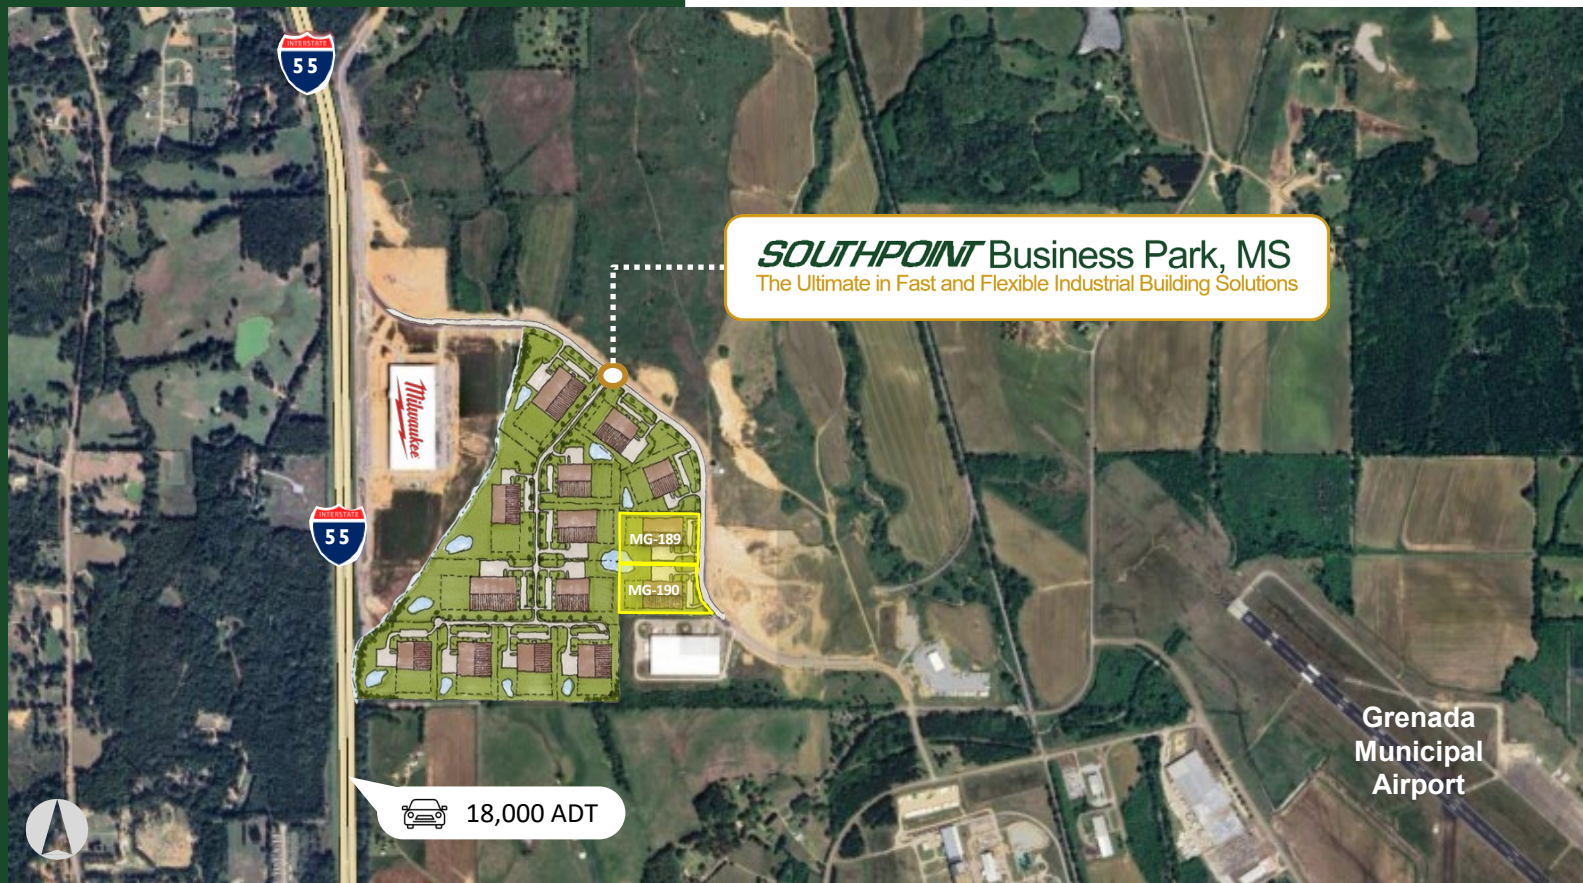 INTERSTATE
55
SOUTHPOINT Business Park, MS
The Ultimate in Fast and Flexible Industrial Building Solutions
Milwaukee
INTERSTATE
55
MG-189
MG-190
Grenada
Municipal
Airport
18,000 ADT